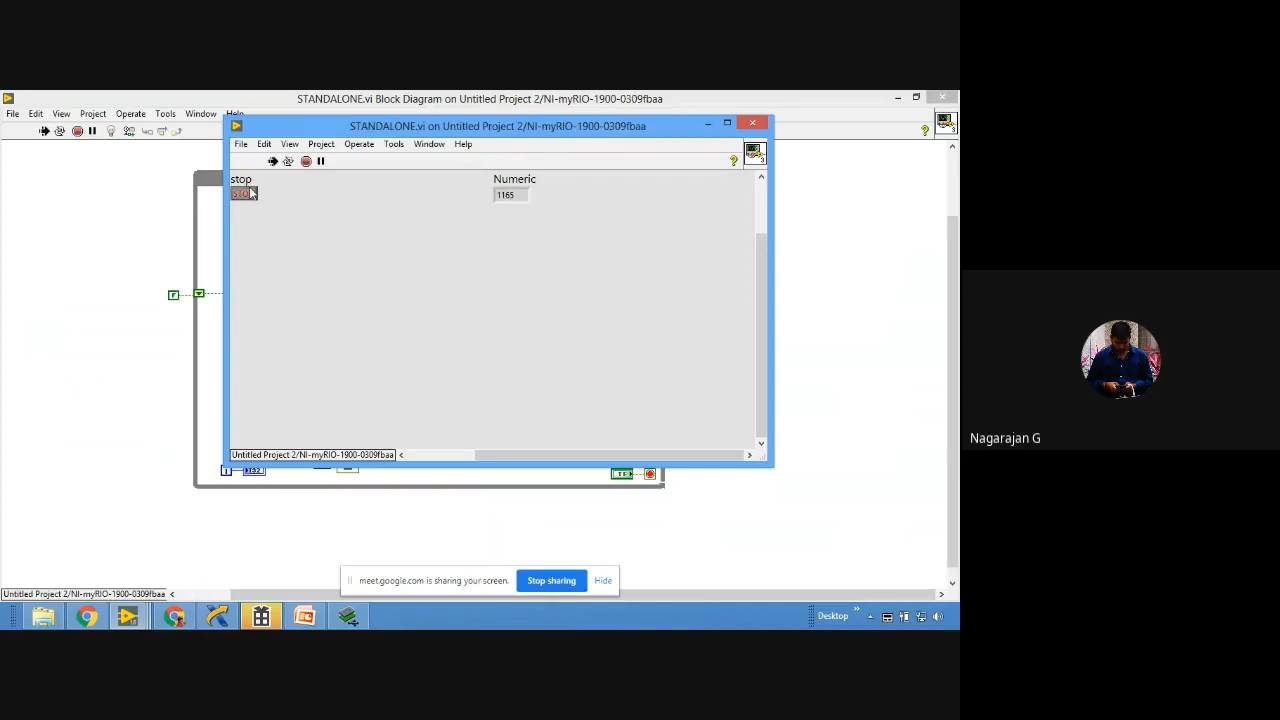 STANDALONE.vi Block Diagram on Untitled Project 2/NI-myRIO-1900-0309fbaa
File Edit View Project Operate Tools Window Help
STANDALONE.vi on Untitled Project 2/NI-myRIO-1900-0309fbaa
File Edit View Project Operate Tools Window Help
stop
Numeric
1165
F
Untitled Project 2/NI-myRIO-1900-0309fbaa
i
I32
TF
Nagarajan G
meet.google.com is sharing your screen.
Stop sharing
Hide
Untitled Project 2/NI-myRIO-1900-0309fbaa
Desktop